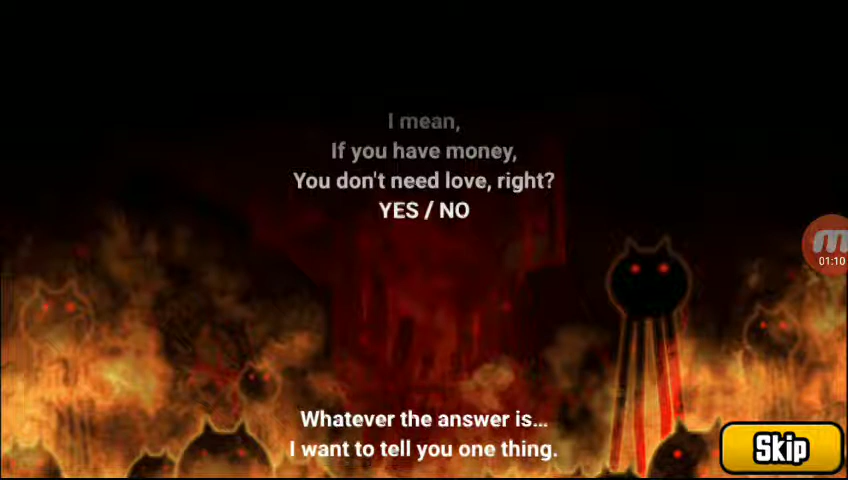 I mean,
If you have money,
You don't need love, right?
YES / NO
01:10
Whatever the answer is...
I want to tell you one thing.
Skip